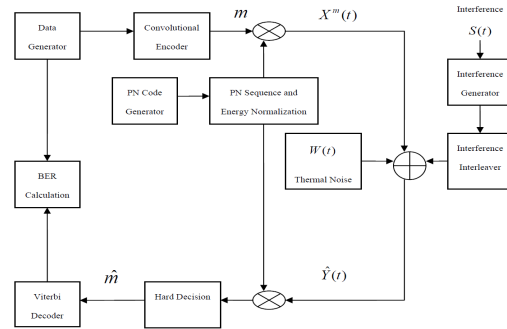 Data
Generator
Convolutional
Encoder
m
X^m(t)
Interference
S(t)
PN Code
Generator
PN Sequence and
Energy Normalization
Interference
Generator
W(t)
Thermal Noise
Interference
Interleaver
BER
Calculation
Viterbi
Decoder
m̂
Hard Decision
Ŷ(t)